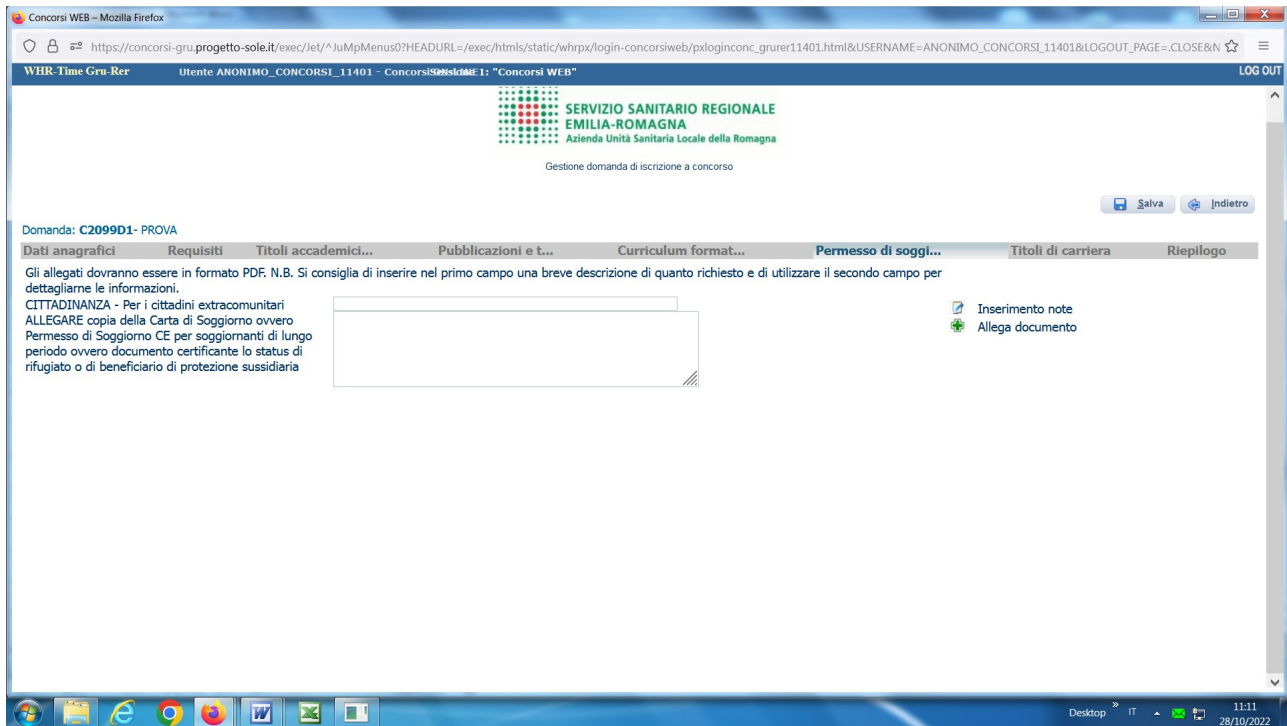 Concorsi WEB – Mozilla Firefox
https://concorsi-gru.progetto-sole.it/exec/Jet/^JuMpMenus0?HEADURL=/exec/htmls/static/whrpx/login-concorsiweb/pxloginconc_grurer11401.html&USERNAME=ANONIMO_CONCORSI_11401&LOGOUT_PAGE=.CLOSE&N
WHR-Time Gru-Rer Utente ANONIMO_CONCORSI_11401 - Concorsi 1: "Concorsi WEB" LOG OUT
SERVIZIO SANITARIO REGIONALE
EMILIA-ROMAGNA
Azienda Unità Sanitaria Locale della Romagna
Gestione domanda di iscrizione a concorso
Salva Indietro
Domanda: C2099D1- PROVA
Dati anagrafici Requisiti Titoli accademici... Pubblicazioni e t... Curriculum format... Permesso di soggi... Titoli di carriera Riepilogo
Gli allegati dovranno essere in formato PDF. N.B. Si consiglia di inserire nel primo campo una breve descrizione di quanto richiesto e di utilizzare il secondo campo per
dettagliarne le informazioni.
CITTADINANZA - Per i cittadini extracomunitari
ALLEGARE copia della Carta di Soggiorno ovvero
Permesso di Soggiorno CE per soggiornanti di lungo
periodo ovvero documento certificante lo status di
rifugiato o di beneficiario di protezione sussidiaria
Inserimento note
Allega documento
Desktop » IT 11:11
28/10/2022